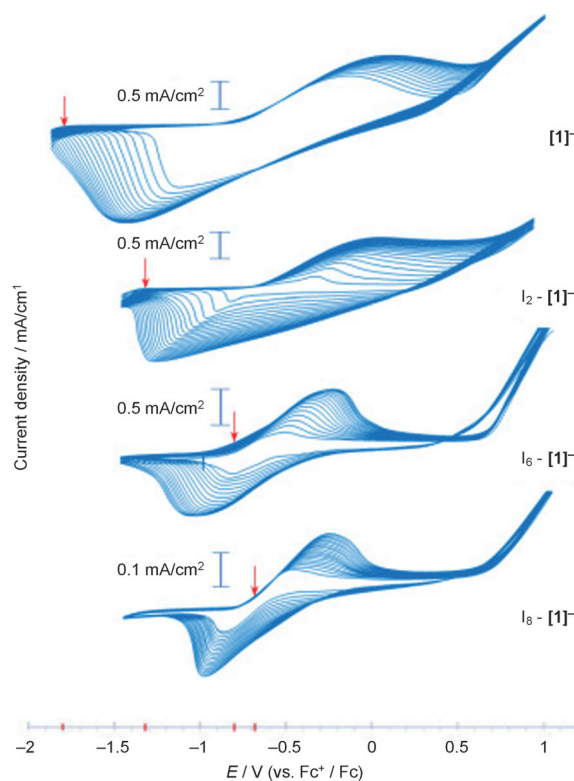 0.5 mA/cm²
[1]⁻
0.5 mA/cm²
I₂ - [1]⁻
Current density / mA/cm¹
0.5 mA/cm²
I₆ - [1]⁻
0.1 mA/cm²
I₈ - [1]⁻
–2 –1.5 –1 –0.5 0 0.5 1
E / V (vs. Fc⁺ / Fc)